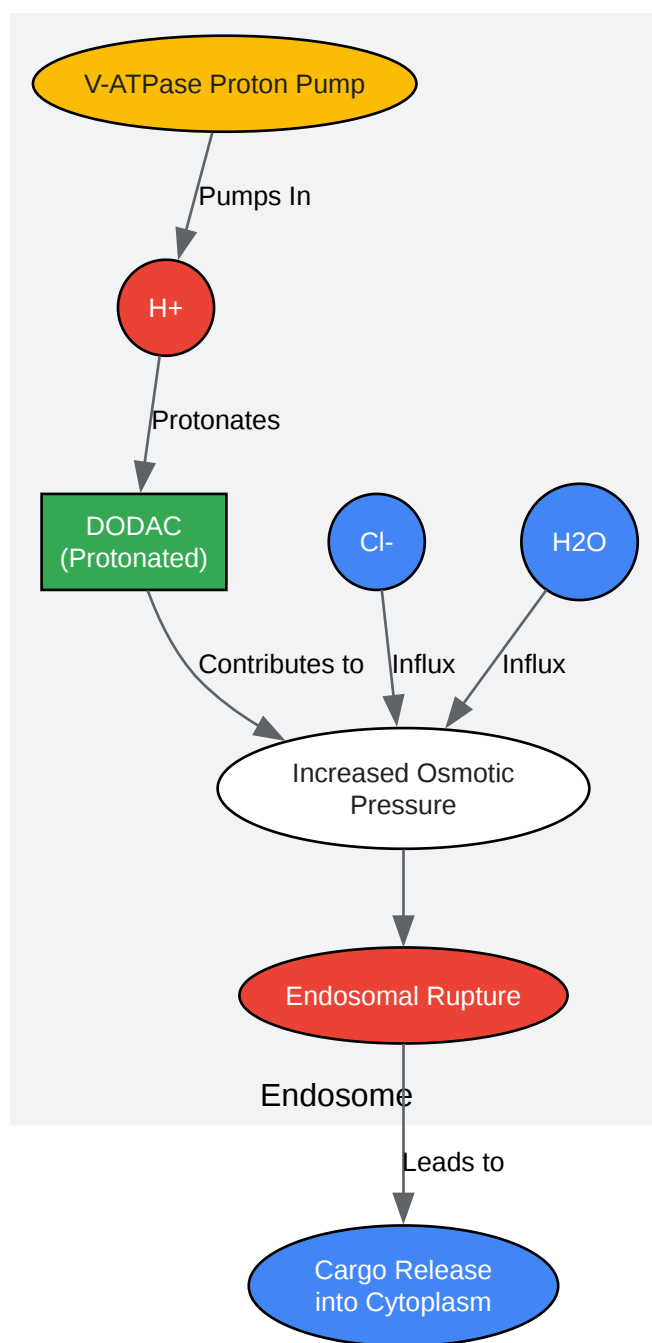 V-ATPase Proton Pump
Pumps In
H+
Protonates
DODAC
(Protonated)
Cl-
H2O
Contributes to
Influx
Influx
Increased Osmotic
Pressure
Endosomal Rupture
Endosome
Leads to
Cargo Release
into Cytoplasm